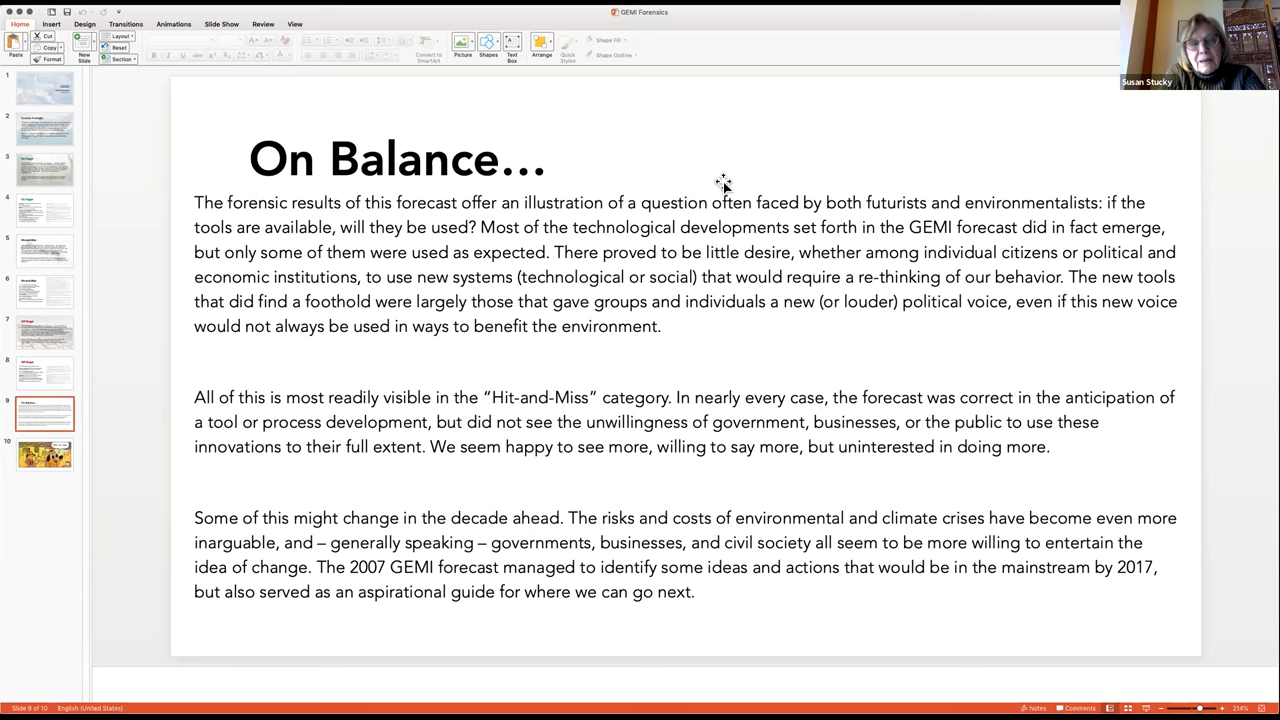 GEMI Forensics
Home Insert Design Transitions Animations Slide Show Review View
Paste
Cut
Copy
Format
New Slide
Layout
Reset
Section
Convert to SmartArt
Picture
Shapes
Text Box
Arrange
Quick Styles
Shape Fill
Shape Outline
Susan Stucky
1
2
3
4
5
6
7
8
9
10
On Balance…
The forensic results of this forecast offer an illustration of a question often faced by both futurists and environmentalists: if the
tools are available, will they be used? Most of the technological developments set forth in the GEMI forecast did in fact emerge,
but only some of them were used as expected. There proved to be little desire, whether among individual citizens or political and
economic institutions, to use new systems (technological or social) that would require a re-thinking of our behavior. The new tools
that did find a foothold were largely those that gave groups and individuals a new (or louder) political voice, even if this new voice
would not always be used in ways to benefit the environment.
All of this is most readily visible in the “Hit-and-Miss” category. In nearly every case, the forecast was correct in the anticipation of
a tool or process development, but did not see the unwillingness of government, businesses, or the public to use these
innovations to their full extent. We seem happy to see more, willing to say more, but uninterested in doing more.
Some of this might change in the decade ahead. The risks and costs of environmental and climate crises have become even more
inarguable, and – generally speaking – governments, businesses, and civil society all seem to be more willing to entertain the
idea of change. The 2007 GEMI forecast managed to identify some ideas and actions that would be in the mainstream by 2017,
but also served as an aspirational guide for where we can go next.
Slide 9 of 10 English (United States) Notes Comments 214%